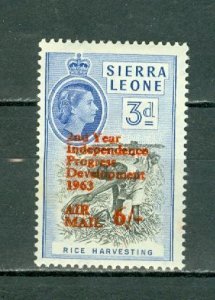 SIERRA
LEONE
3d
2nd Year
Independence
Progress
Development
1963
AIR
MAIL 6/-
RICE HARVESTING